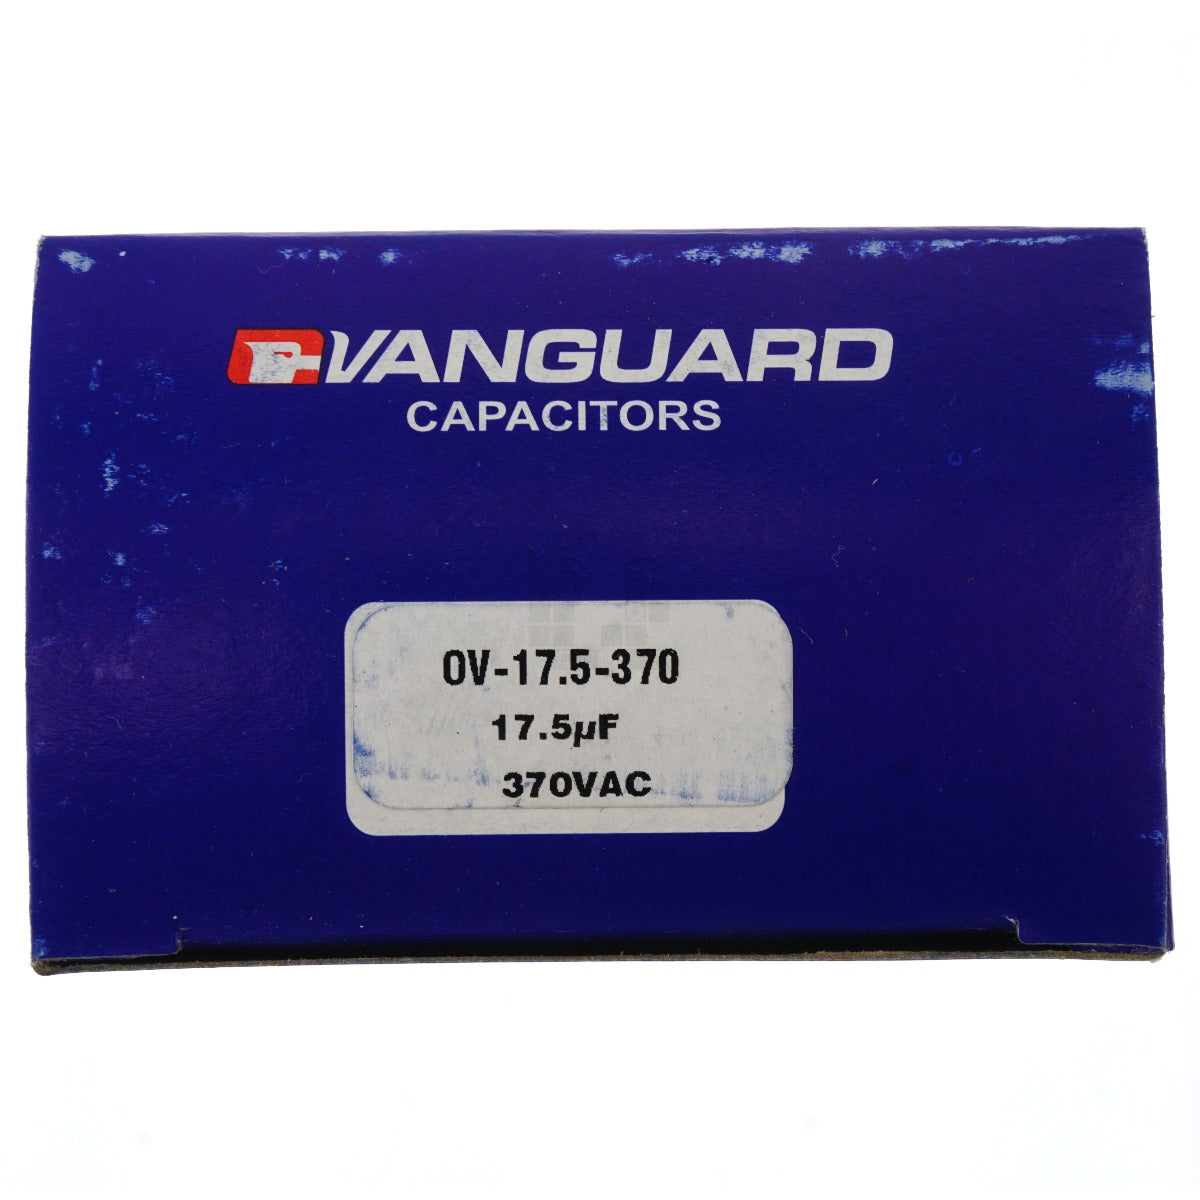 VANGUARD
CAPACITORS
OV-17.5-370
17.5µF
370VAC